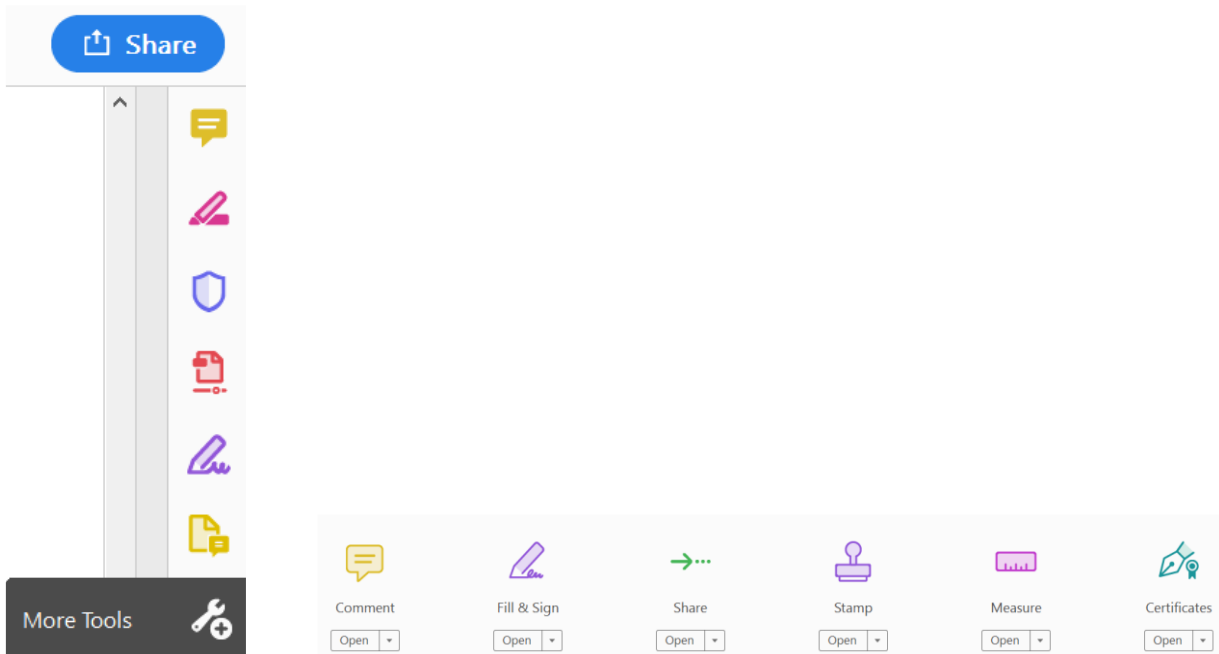 Share
More Tools
Comment Fill & Sign Share Stamp Measure Certificates
Open Open Open Open Open Open